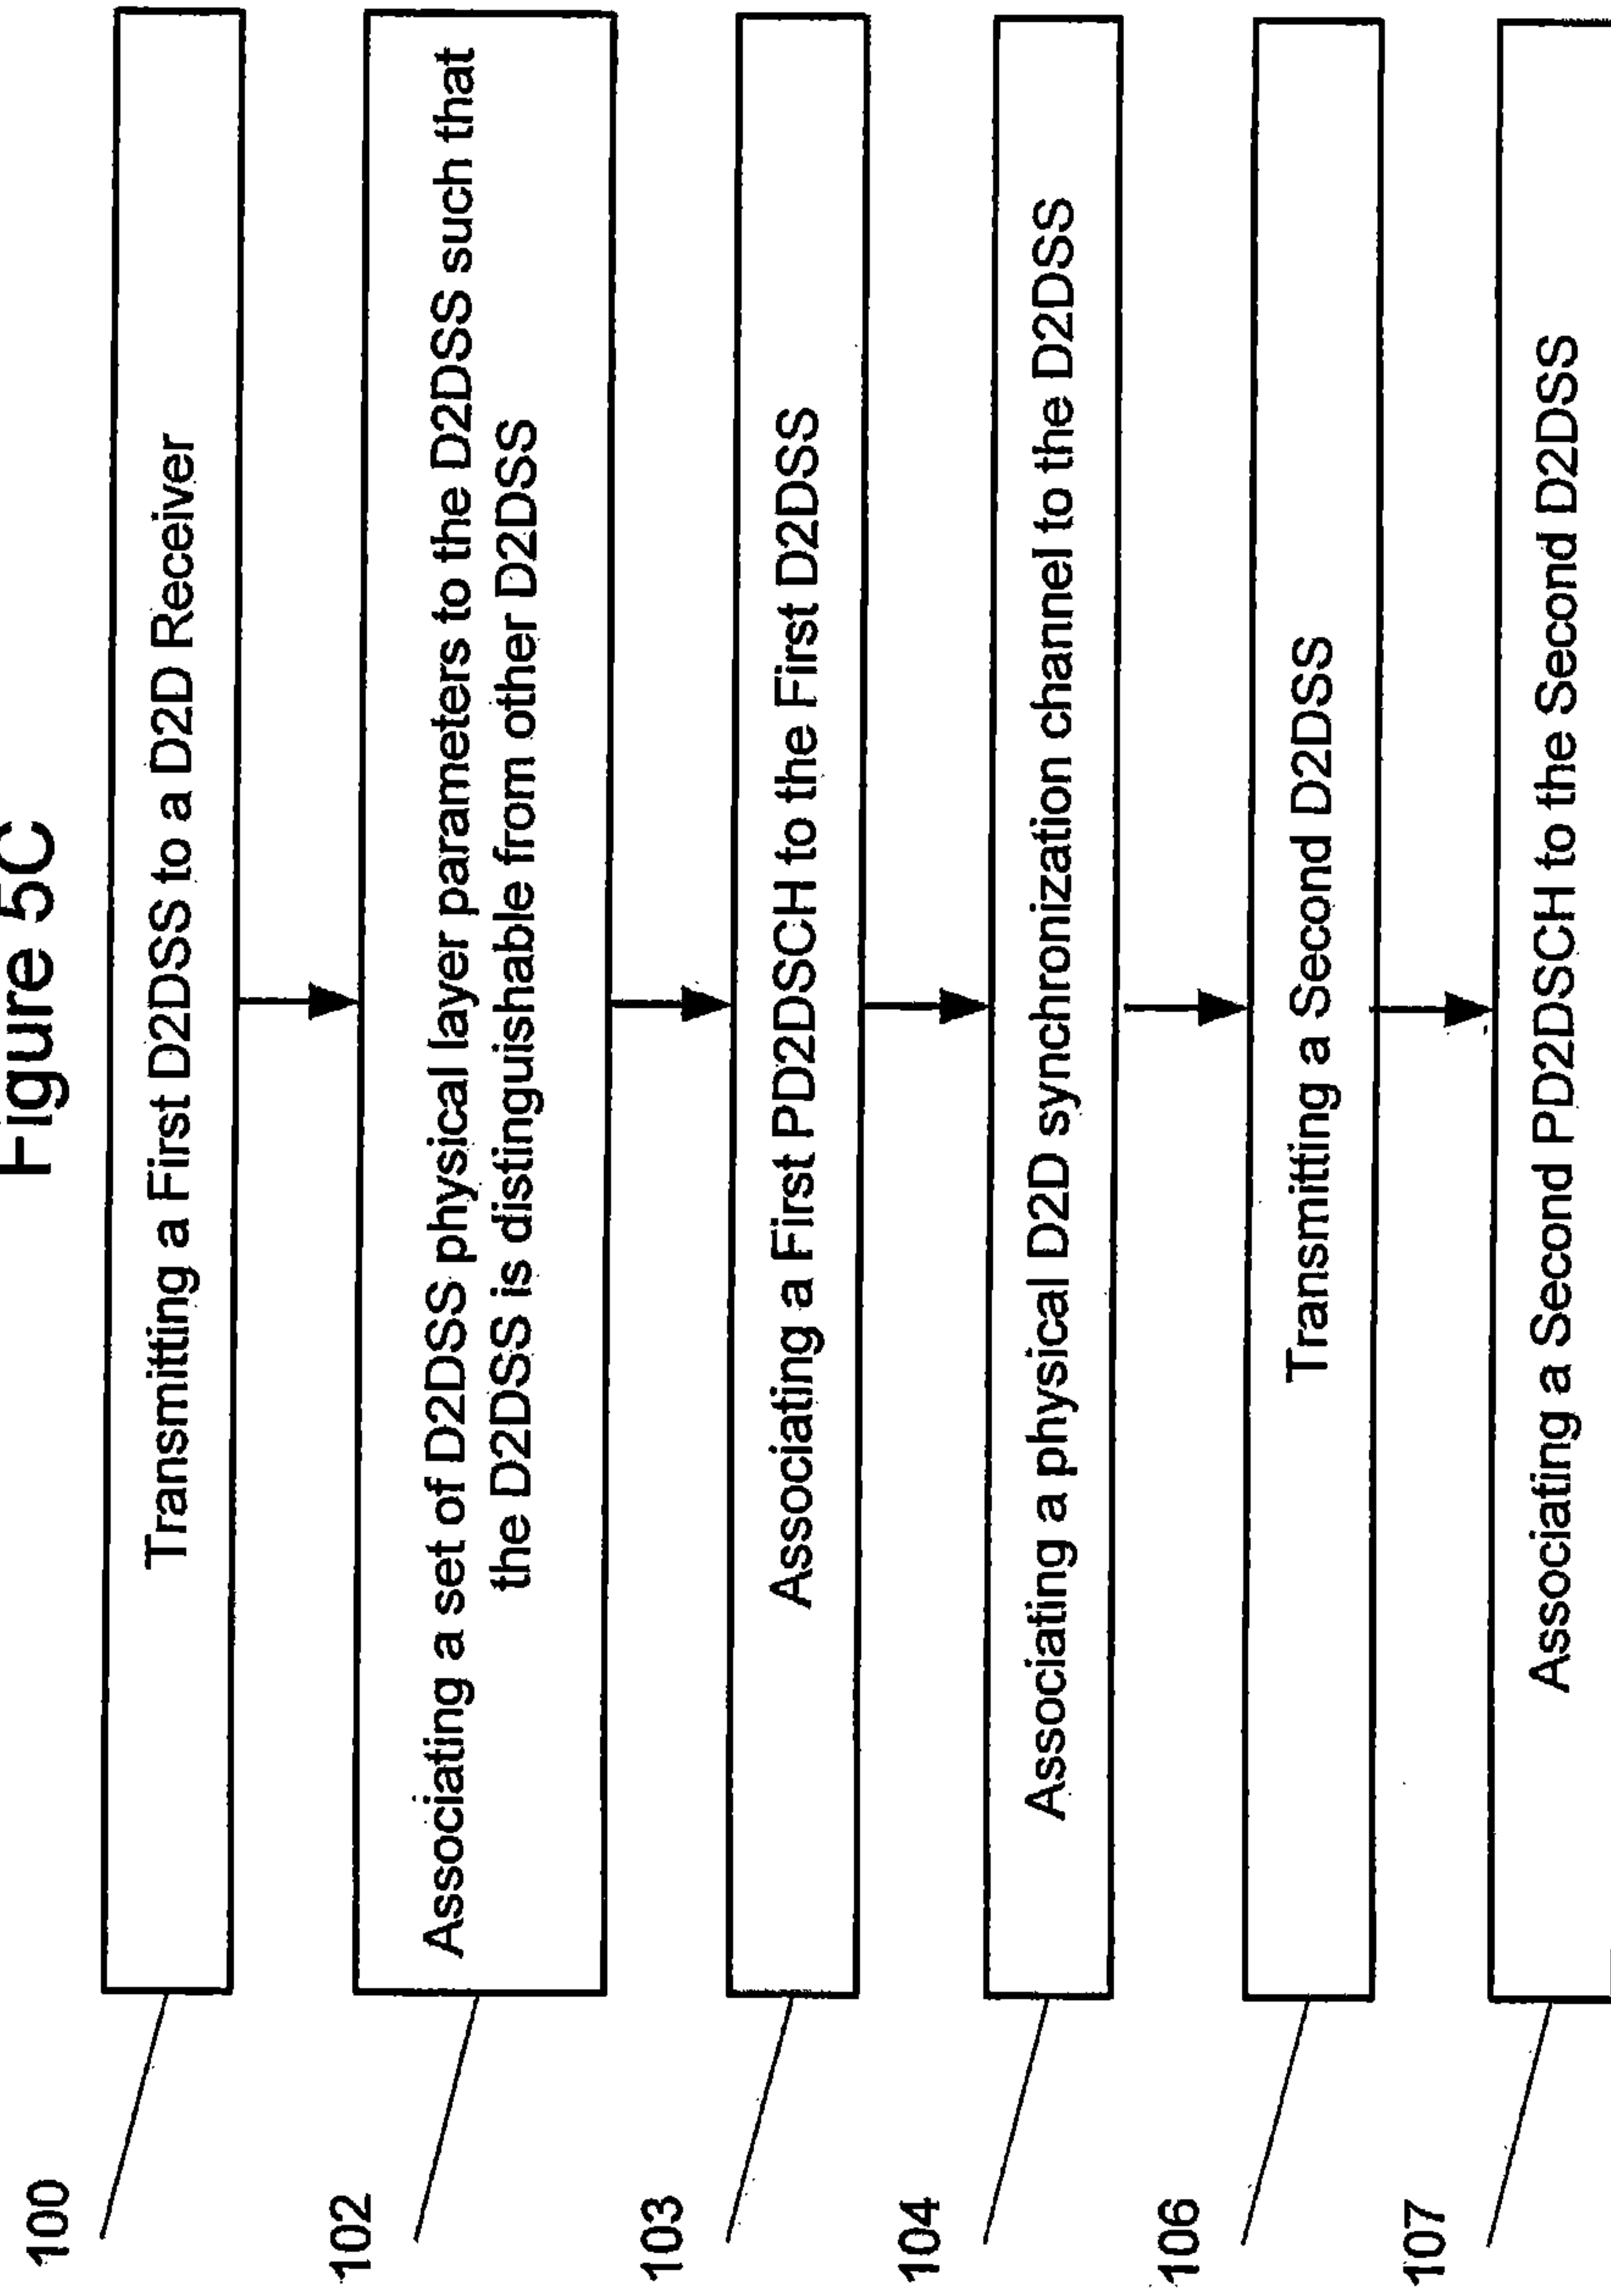 Figure 5C
100
Transmitting a First D2DSS to a D2D Receiver
102
Associating a set of D2DSS physical layer parameters to the D2DSS such that
the D2DSS is distinguishable from other D2DSS
103
Associating a First PD2DSCH to the First D2DSS
104
Associating a physical D2D synchronization channel to the D2DSS
106
Transmitting a Second D2DSS
107
Associating a Second PD2DSCH to the Second D2DSS